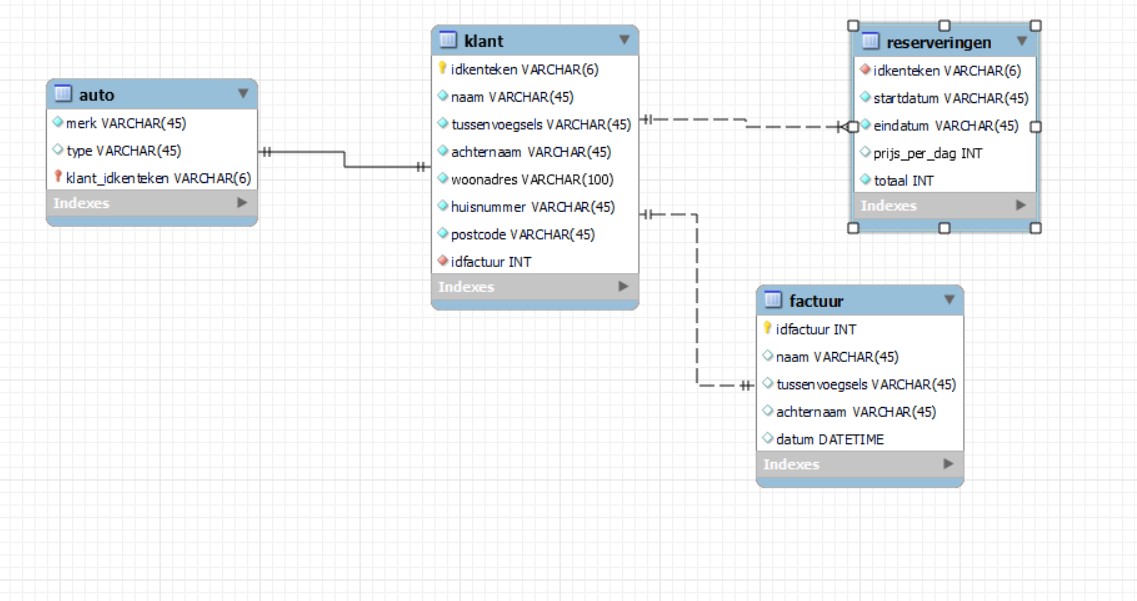 auto
merk VARCHAR(45)
type VARCHAR(45)
klant_idkenteken VARCHAR(6)
Indexes
klant
idkenteken VARCHAR(6)
naam VARCHAR(45)
tussenvoegsels VARCHAR(45)
achternaam VARCHAR(45)
woonadres VARCHAR(100)
huisnummer VARCHAR(45)
postcode VARCHAR(45)
idfactuur INT
Indexes
reserveringen
idkenteken VARCHAR(6)
startdatum VARCHAR(45)
eindatum VARCHAR(45)
prijs_per_dag INT
totaal INT
Indexes
factuur
idfactuur INT
naam VARCHAR(45)
tussenvoegsels VARCHAR(45)
achternaam VARCHAR(45)
datum DATETIME
Indexes